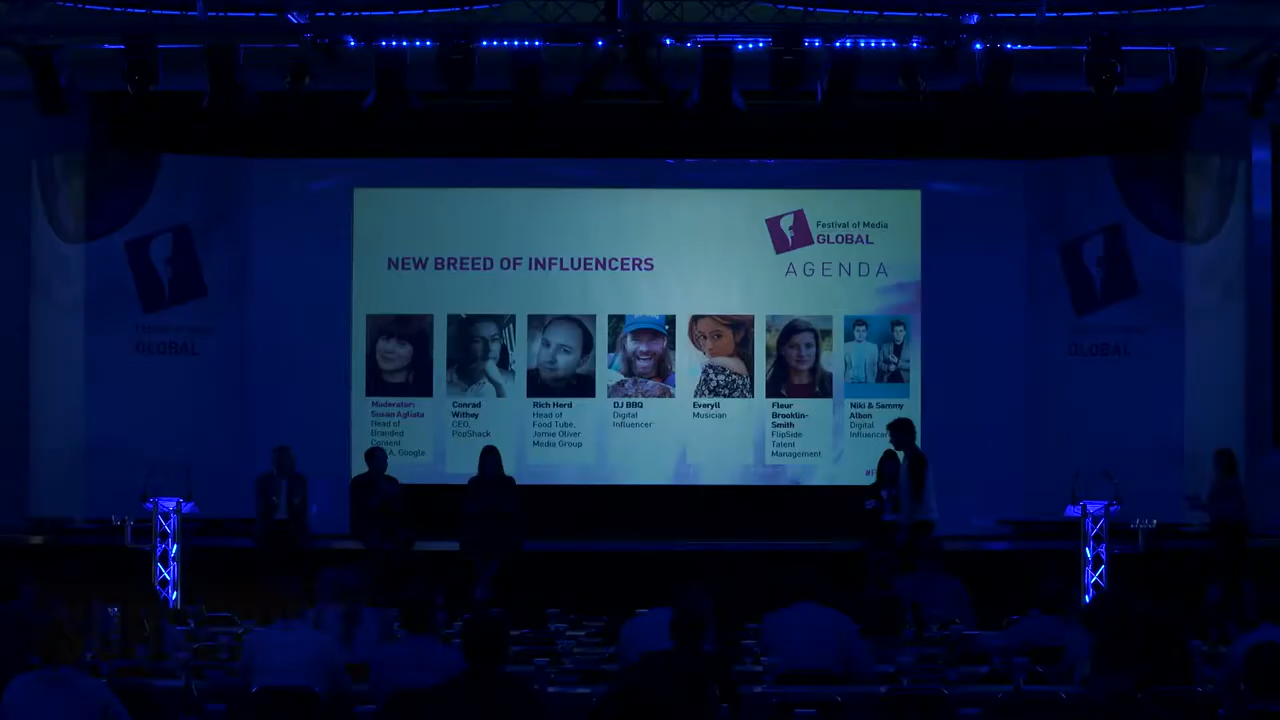 Festival of Media
GLOBAL
AGENDA
NEW BREED OF INFLUENCERS
Moderator:
Susan Agliata
Head of
Branded
Content
A, Google
Conrad
Withey
CEO,
PopShack
Rich Herd
Head of
Food Tube,
Jamie Oliver
Media Group
DJ BBQ
Digital
Influencer
Everyll
Musician
Fleur
Brooklin-
Smith
FlipSide
Talent
Management
Niki & Sammy
Albon
Digital
Influencer
GLOBAL
GLOBAL